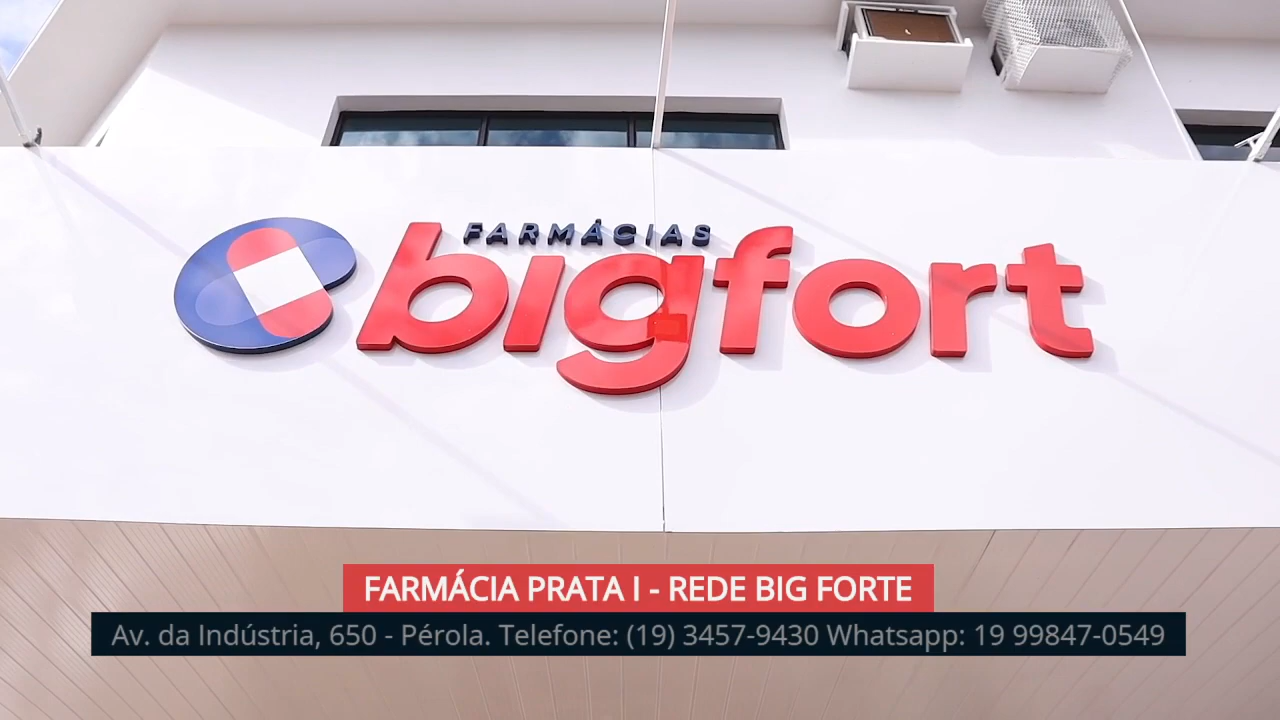 FARMÁCIAS
bigfort
FARMÁCIA PRATA I - REDE BIG FORTE
Av. da Indústria, 650 - Pérola. Telefone: (19) 3457-9430 Whatsapp: 19 99847-0549